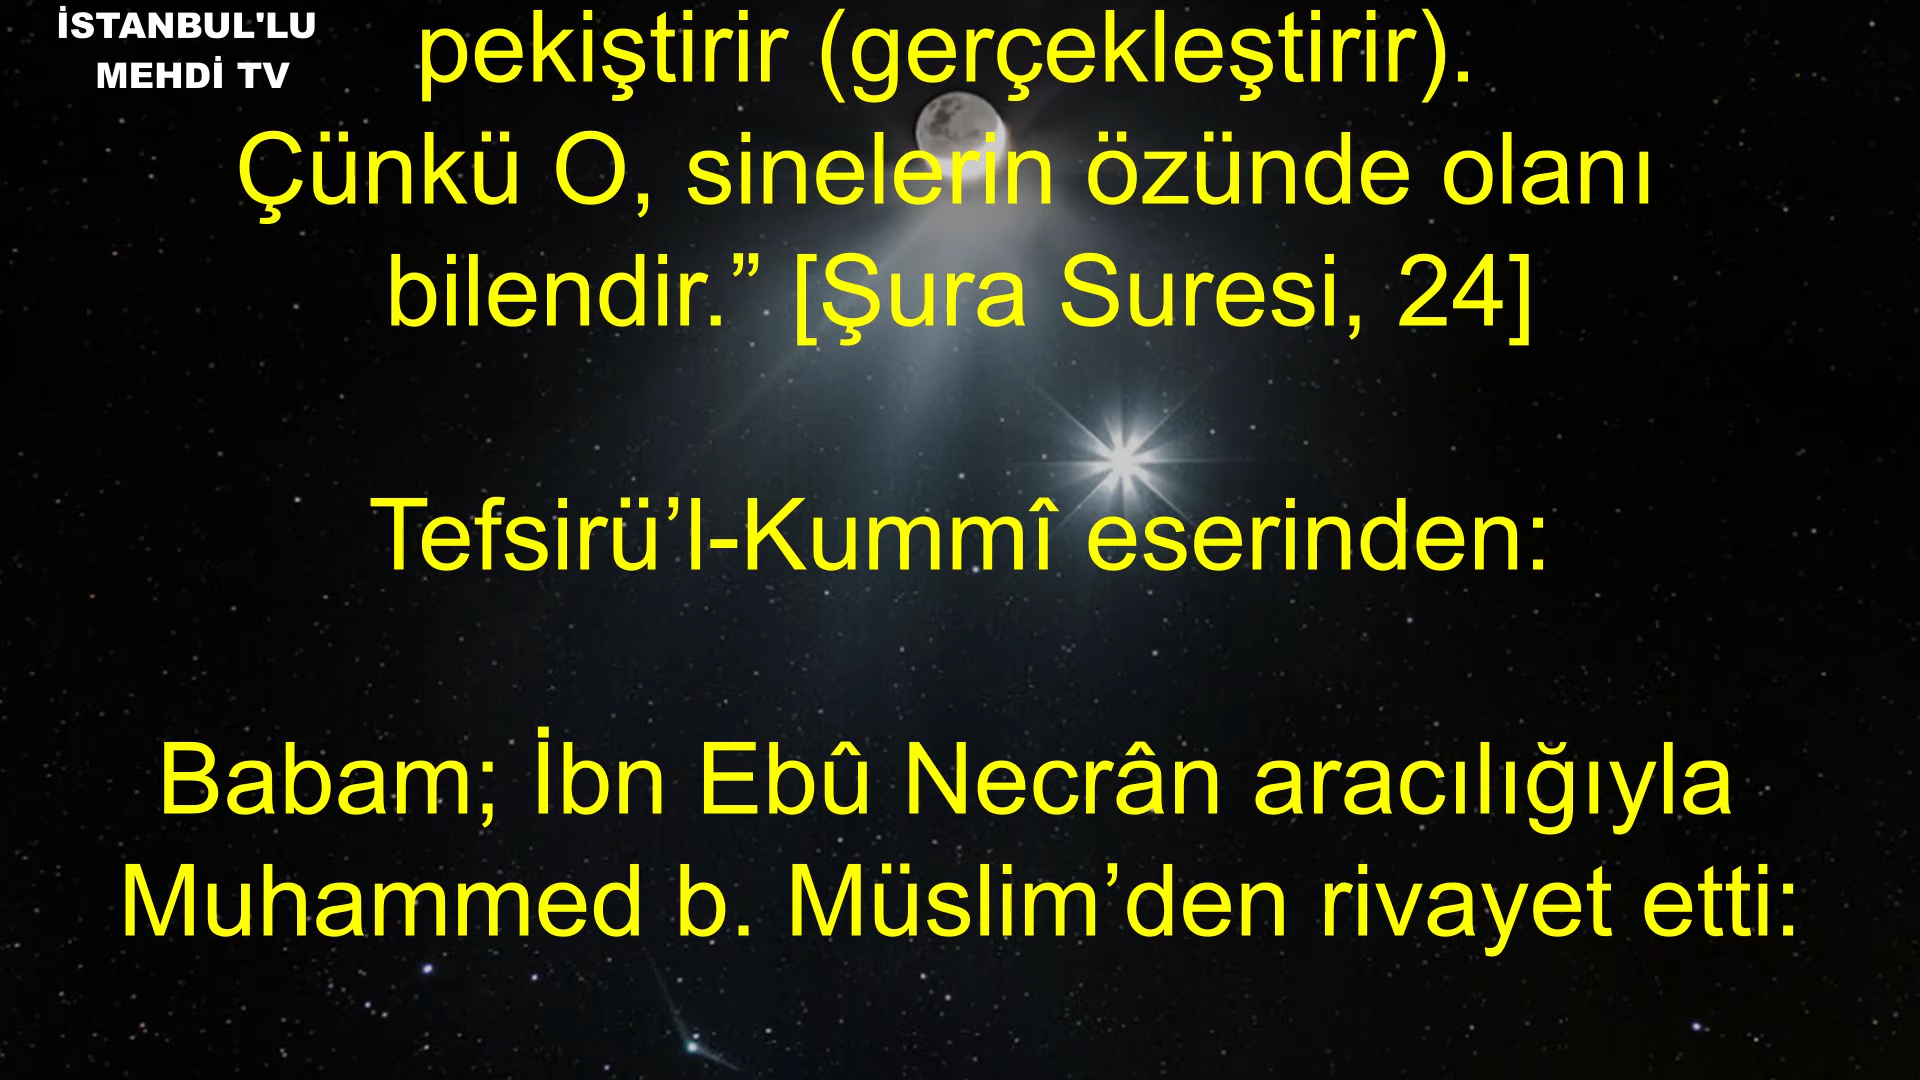 İSTANBUL'LU
MEHDİ TV
pekiştirir (gerçekleştirir).
Çünkü O, sinelerin özünde olanı
bilendir.” [Şura Suresi, 24]
Tefsirü’l-Kummî eserinden:
Babam; İbn Ebû Necrân aracılığıyla
Muhammed b. Müslim’den rivayet etti: